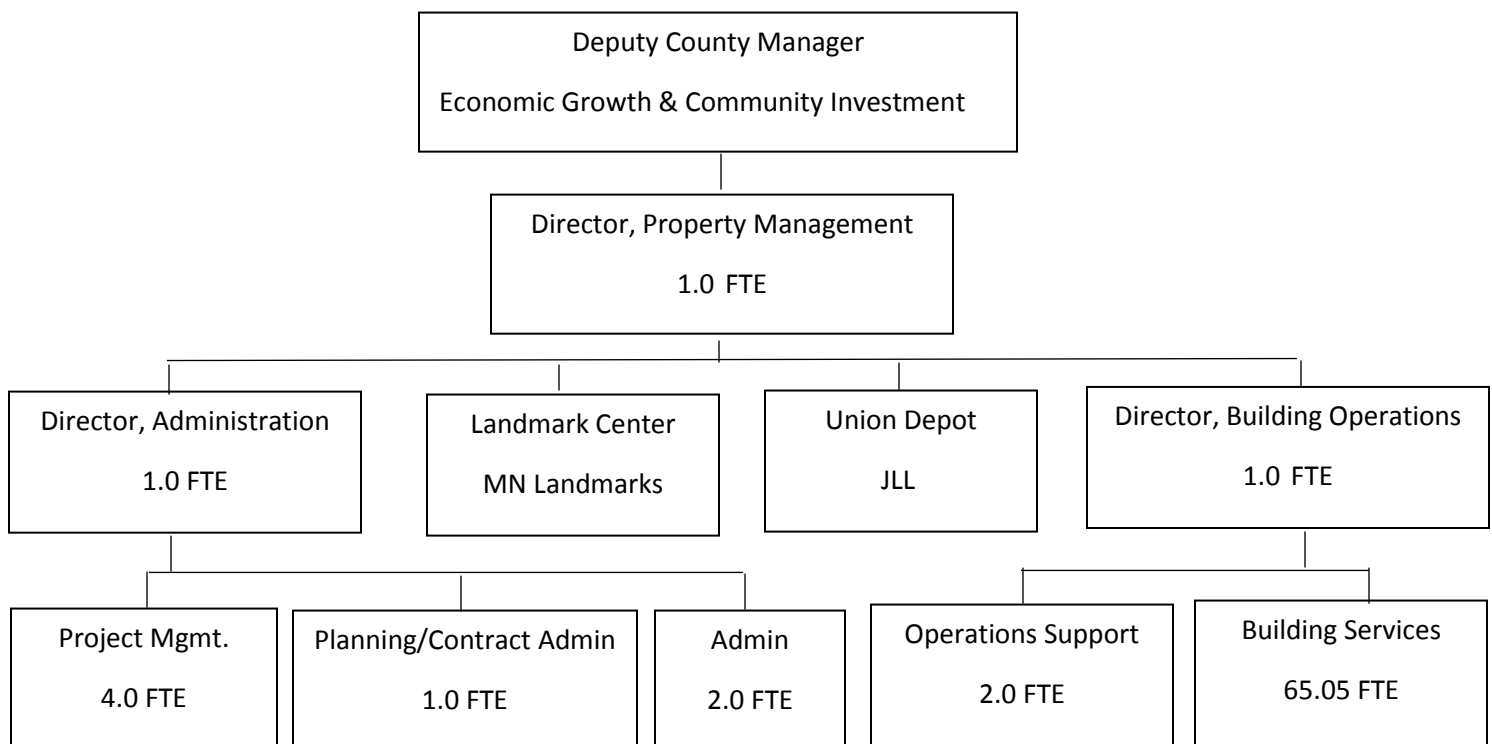 Deputy County Manager
Economic Growth & Community Investment
Director, Property Management
1.0 FTE
Director, Administration
1.0 FTE
Landmark Center
MN Landmarks
Union Depot
JLL
Director, Building Operations
1.0 FTE
Project Mgmt.
4.0 FTE
Planning/Contract Admin
1.0 FTE
Admin
2.0 FTE
Operations Support
2.0 FTE
Building Services
65.05 FTE